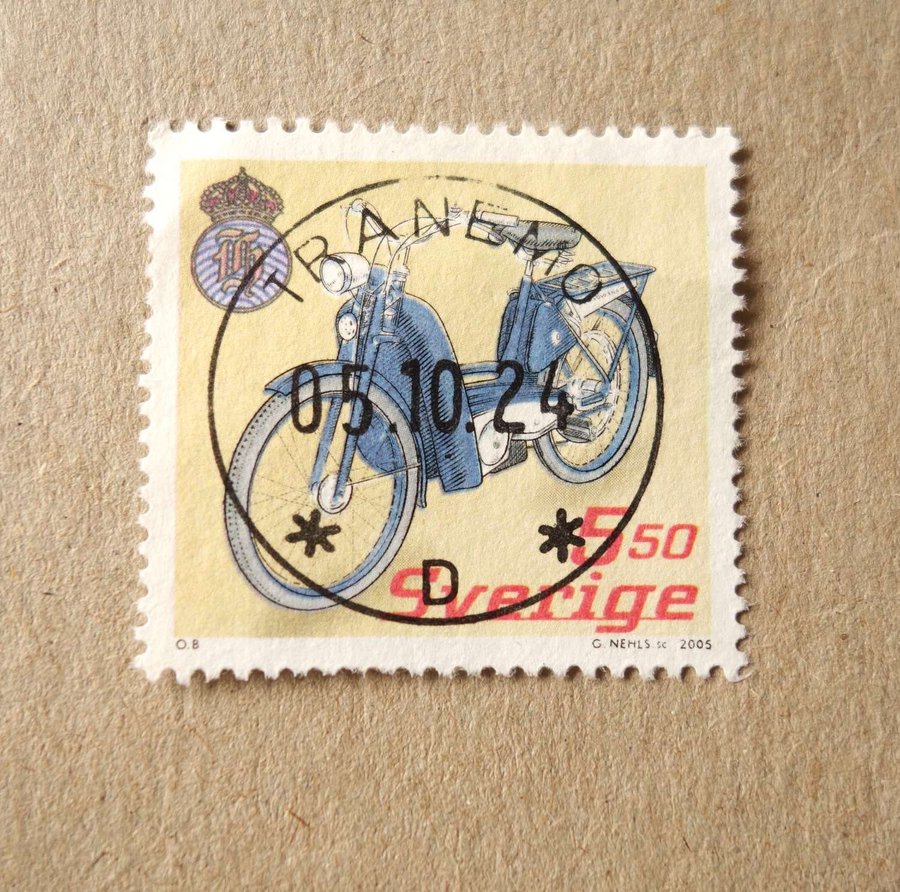 TRANEMO
05.10.24
* D *
5 50
Sverige
O.B
G. NEHLS. sc 2005